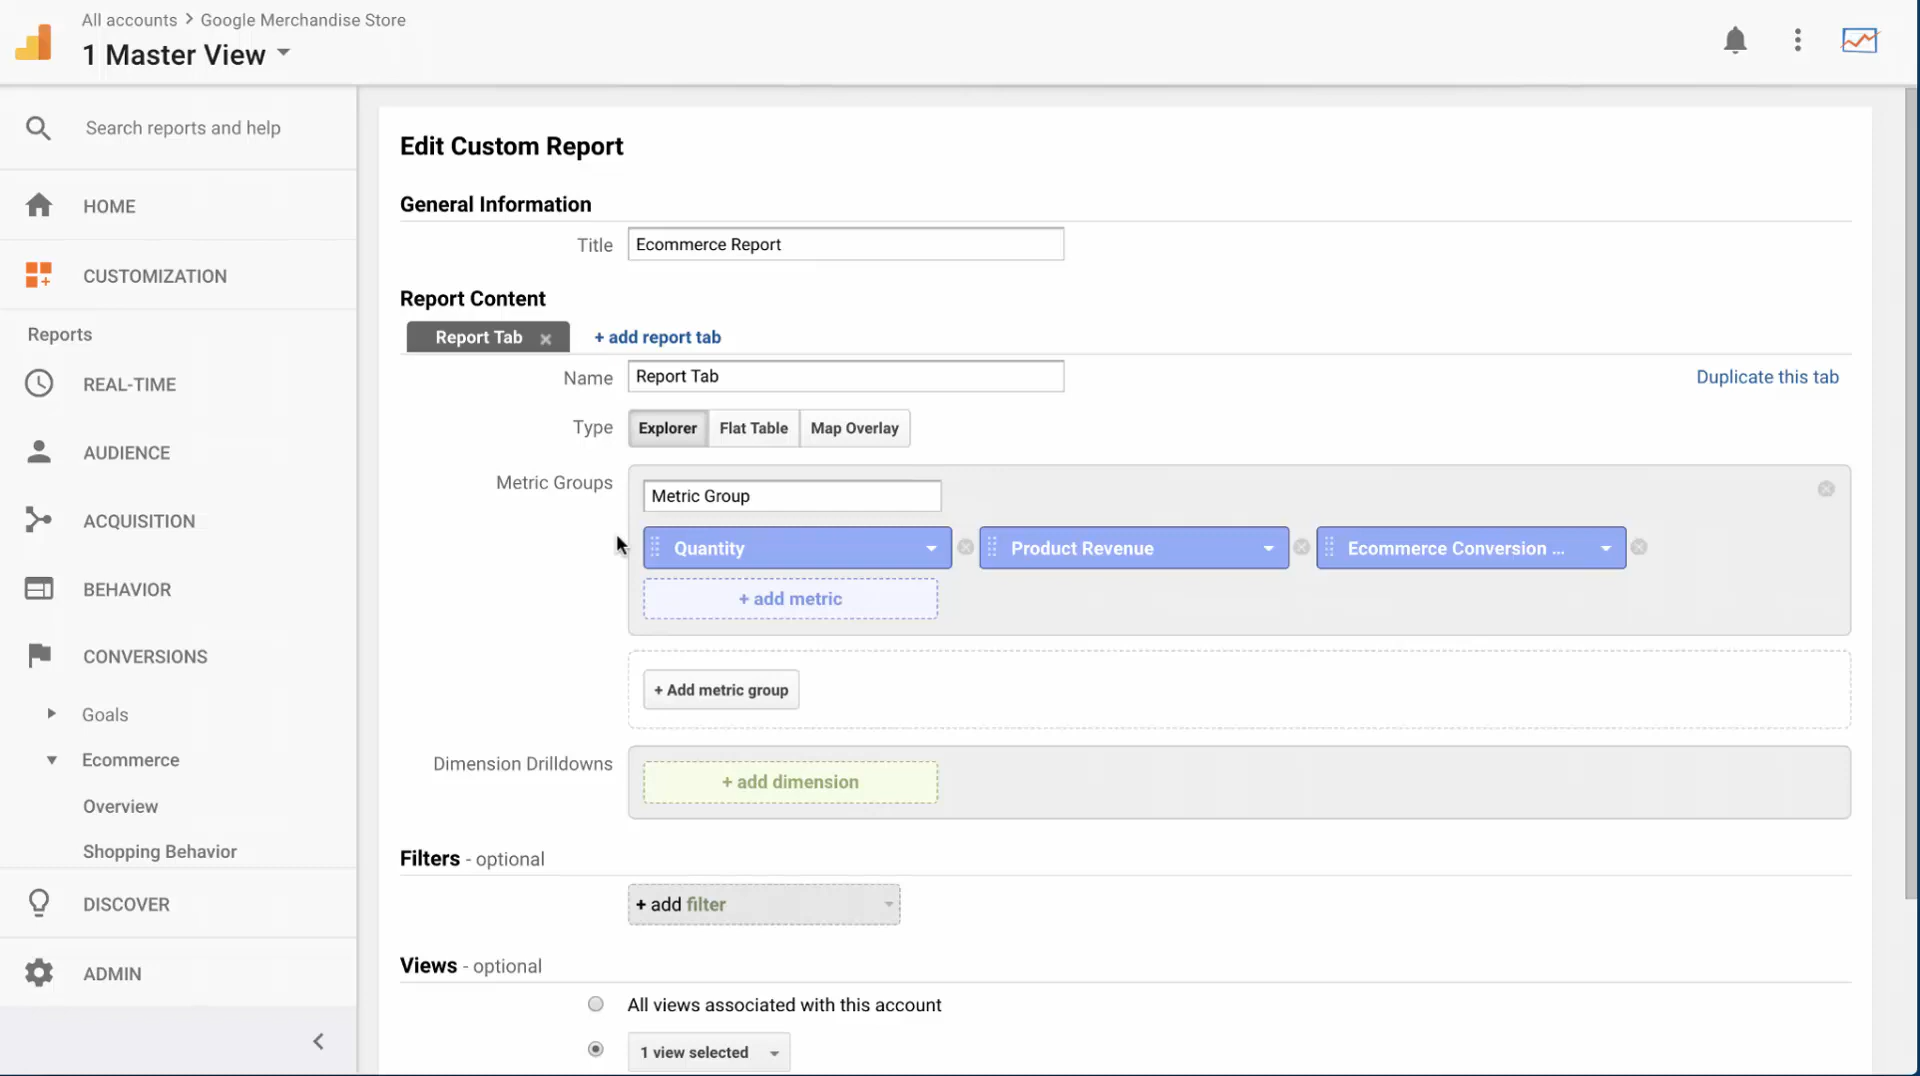 All accounts > Google Merchandise Store
1 Master View
Search reports and help
HOME
CUSTOMIZATION
Reports
REAL-TIME
AUDIENCE
ACQUISITION
BEHAVIOR
CONVERSIONS
Goals
Ecommerce
Overview
Shopping Behavior
DISCOVER
ADMIN
Edit Custom Report
General Information
Title Ecommerce Report
Report Content
Report Tab x + add report tab
Name Report Tab Duplicate this tab
Type Explorer Flat Table Map Overlay
Metric Groups
Metric Group
Quantity Product Revenue Ecommerce Conversion ...
+ add metric
+ Add metric group
Dimension Drilldowns + add dimension
Filters - optional
+ add filter
Views - optional
All views associated with this account
1 view selected